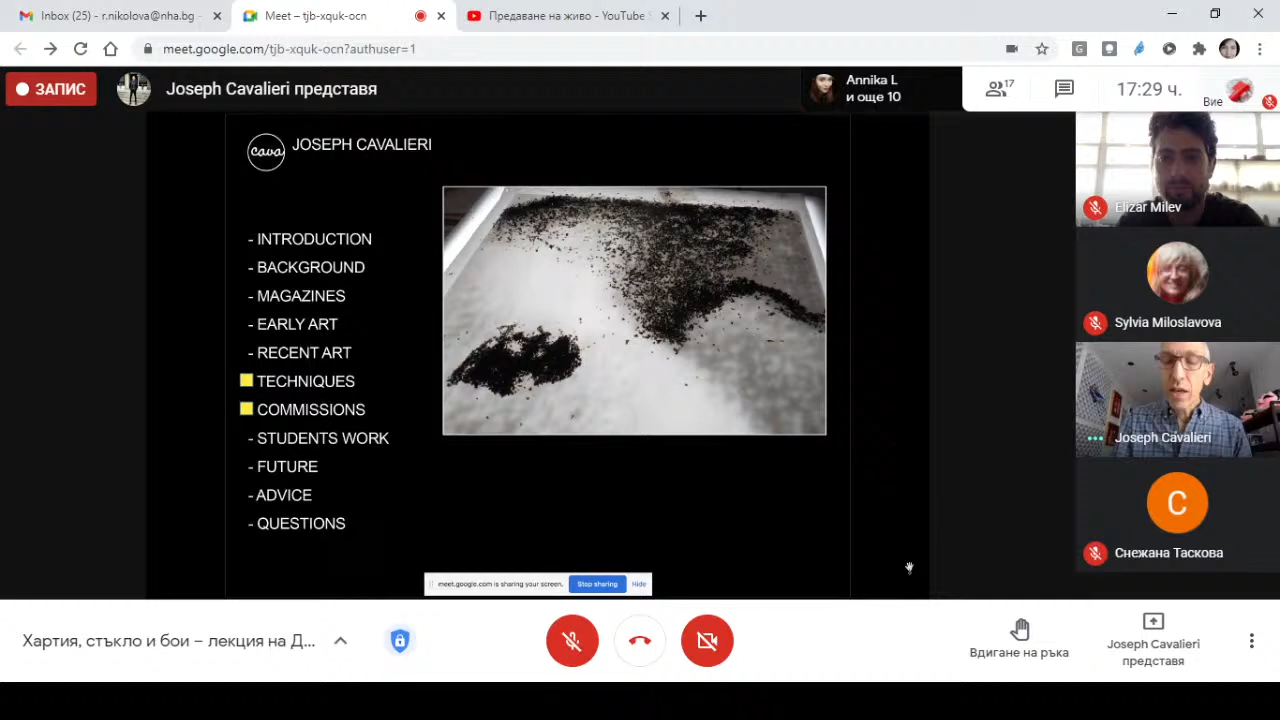 Inbox (25) - r.nikolova@nha.bg -
Meet – tjb-xquk-ocn
Предаване на живо - YouTube S
meet.google.com/tjb-xquk-ocn?authuser=1
ЗАПИС
Joseph Cavalieri представя
Annika L
и още 10
17
17:29 ч.
Вие
cava
JOSEPH CAVALIERI
- INTRODUCTION
- BACKGROUND
- MAGAZINES
- EARLY ART
- RECENT ART
TECHNIQUES
COMMISSIONS
- STUDENTS WORK
- FUTURE
- ADVICE
- QUESTIONS
Elizar Milev
Sylvia Miloslavova
Joseph Cavalieri
С
Снежана Таскова
meet.google.com is sharing your screen.
Stop sharing
Hide
Хартия, стъкло и бои – лекция на Д...
Вдигане на ръка
Joseph Cavalieri
представя